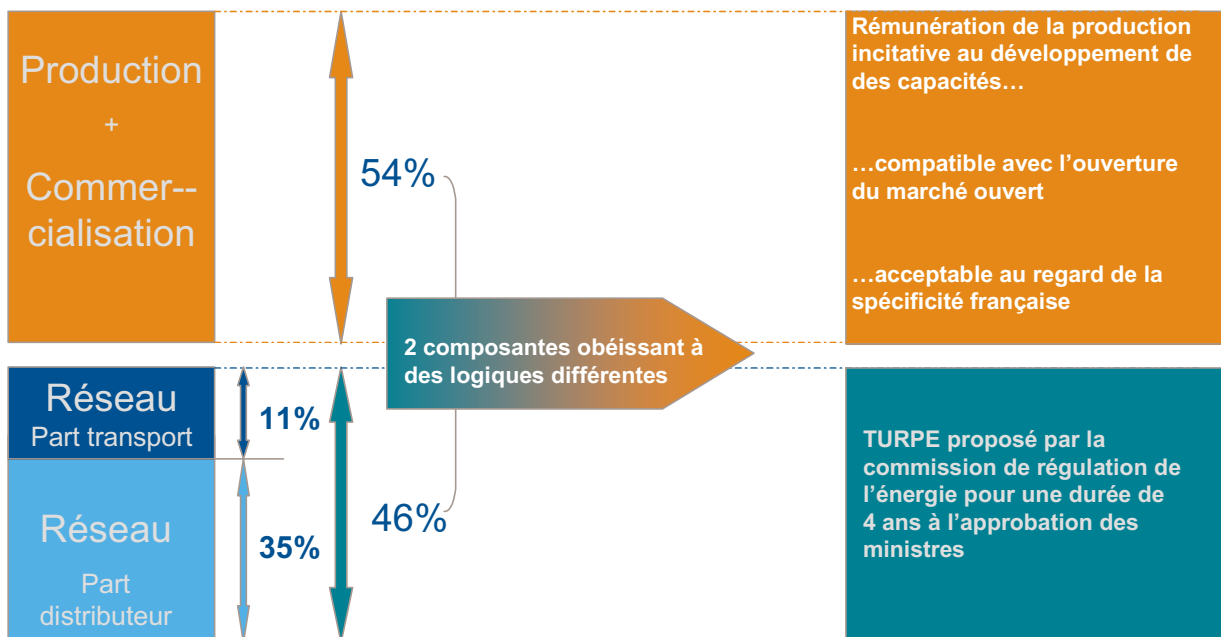 Production
+
Commer--
cialisation
54%
Rémunération de la production
incitative au développement de
des capacités…
…compatible avec l’ouverture
du marché ouvert
…acceptable au regard de la
spécificité française
2 composantes obéissant à
des logiques différentes
Réseau
Part transport
11%
Réseau
Part
distributeur
35%
46%
TURPE proposé par la
commission de régulation de
l’énergie pour une durée de
4 ans à l’approbation des
ministres